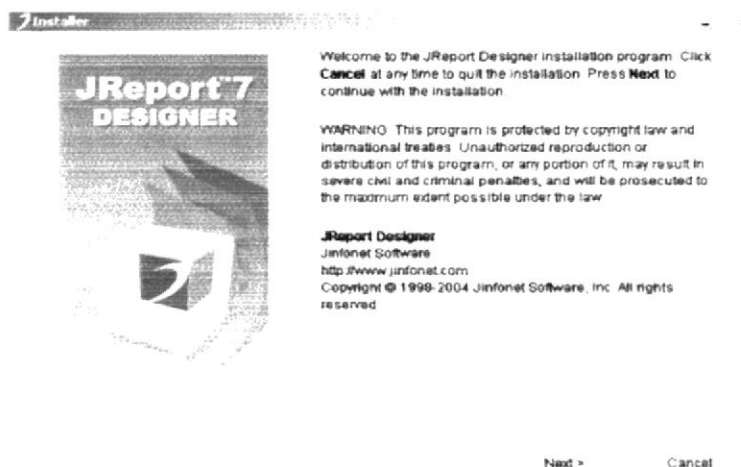 Installer
JReport™7
DESIGNER
Welcome to the JReport Designer installation program. Click
Cancel at any time to quit the installation. Press Next to
continue with the installation.
WARNING: This program is protected by copyright law and
international treaties. Unauthorized reproduction or
distribution of this program, or any portion of it, may result in
severe civil and criminal penalties, and will be prosecuted to
the maximum extent possible under the law.
JReport Designer
Jinfonet Software
http://www.jinfonet.com
Copyright © 1998-2004 Jinfonet Software, Inc. All rights
reserved.
Next > Cancel